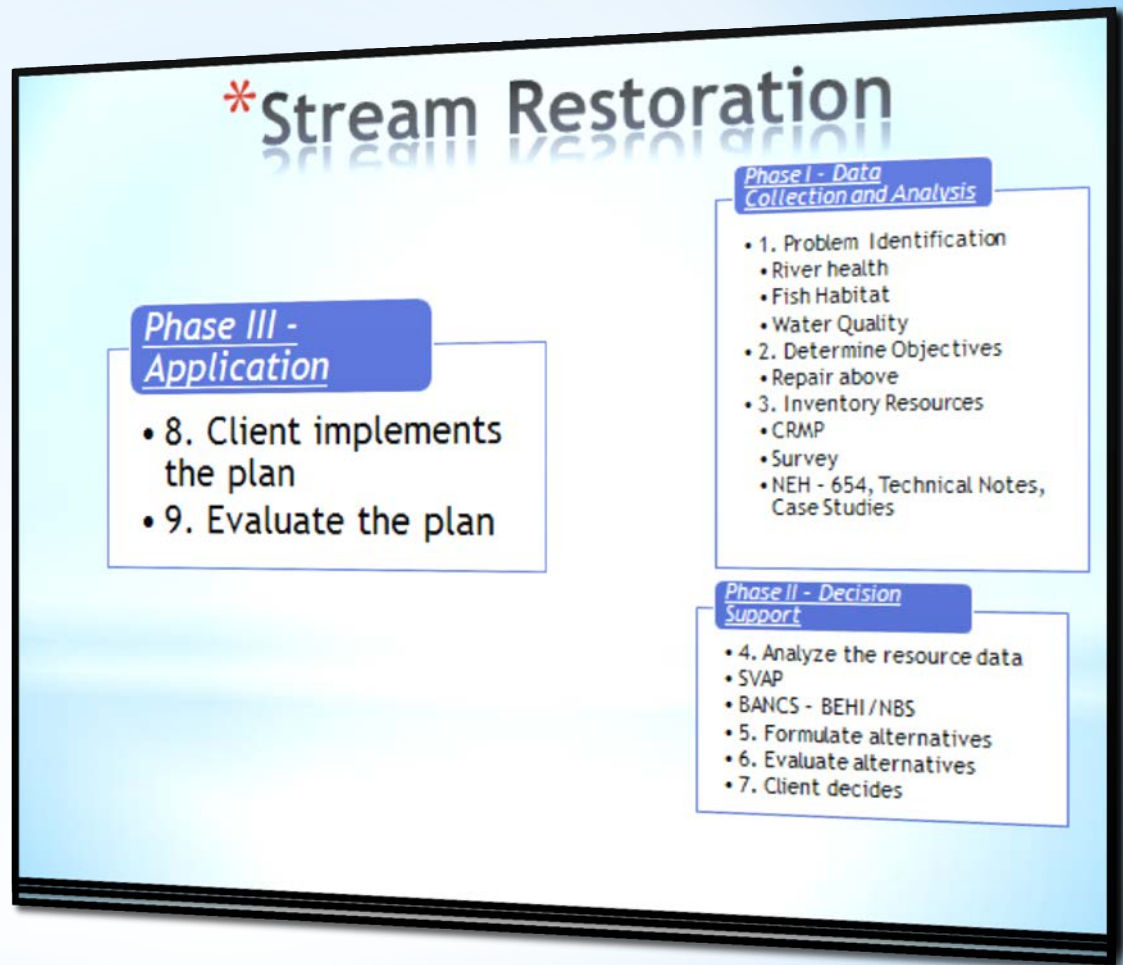 *Stream Restoration
Phase III -
Application
• 8. Client implements
the plan
• 9. Evaluate the plan
Phase I - Data
Collection and Analysis
• 1. Problem Identification
• River health
• Fish Habitat
• Water Quality
• 2. Determine Objectives
• Repair above
• 3. Inventory Resources
• CRMP
• Survey
• NEH - 654, Technical Notes,
Case Studies
Phase II - Decision
Support
• 4. Analyze the resource data
• SVAP
• BANCS - BEHI/NBS
• 5. Formulate alternatives
• 6. Evaluate alternatives
• 7. Client decides